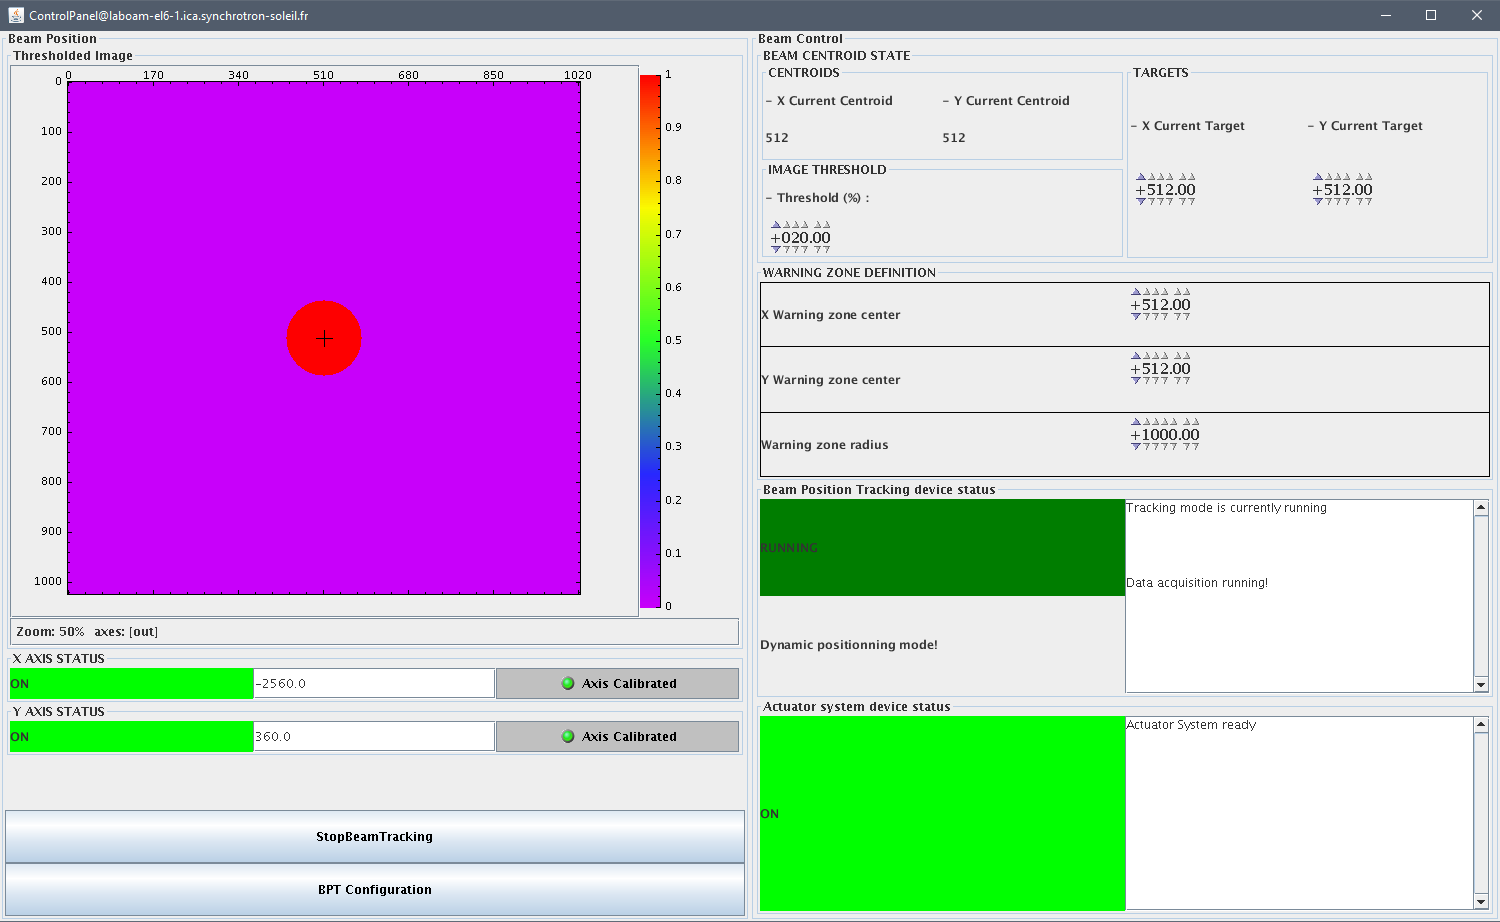 ControlPanel@laboam-el6-1.ica.synchrotron-soleil.fr
Beam Position
Thresholded Image
0 170 340 510 680 850 1020
0
100
200
300
400
500
600
700
800
900
1000
1
0.9
0.8
0.7
0.6
0.5
0.4
0.3
0.2
0.1
0
Zoom: 50% axes: [out]
X AXIS STATUS
ON -2560.0 Axis Calibrated
Y AXIS STATUS
ON 360.0 Axis Calibrated
StopBeamTracking
BPT Configuration
Beam Control
BEAM CENTROID STATE
CENTROIDS
- X Current Centroid - Y Current Centroid
512 512
IMAGE THRESHOLD
- Threshold (%) :
+020.00
TARGETS
- X Current Target - Y Current Target
+512.00 +512.00
WARNING ZONE DEFINITION
X Warning zone center +512.00
Y Warning zone center +512.00
Warning zone radius +1000.00
Beam Position Tracking device status
RUNNING
Dynamic positionning mode!
Tracking mode is currently running
Data acquisition running!
Actuator system device status
ON
Actuator System ready